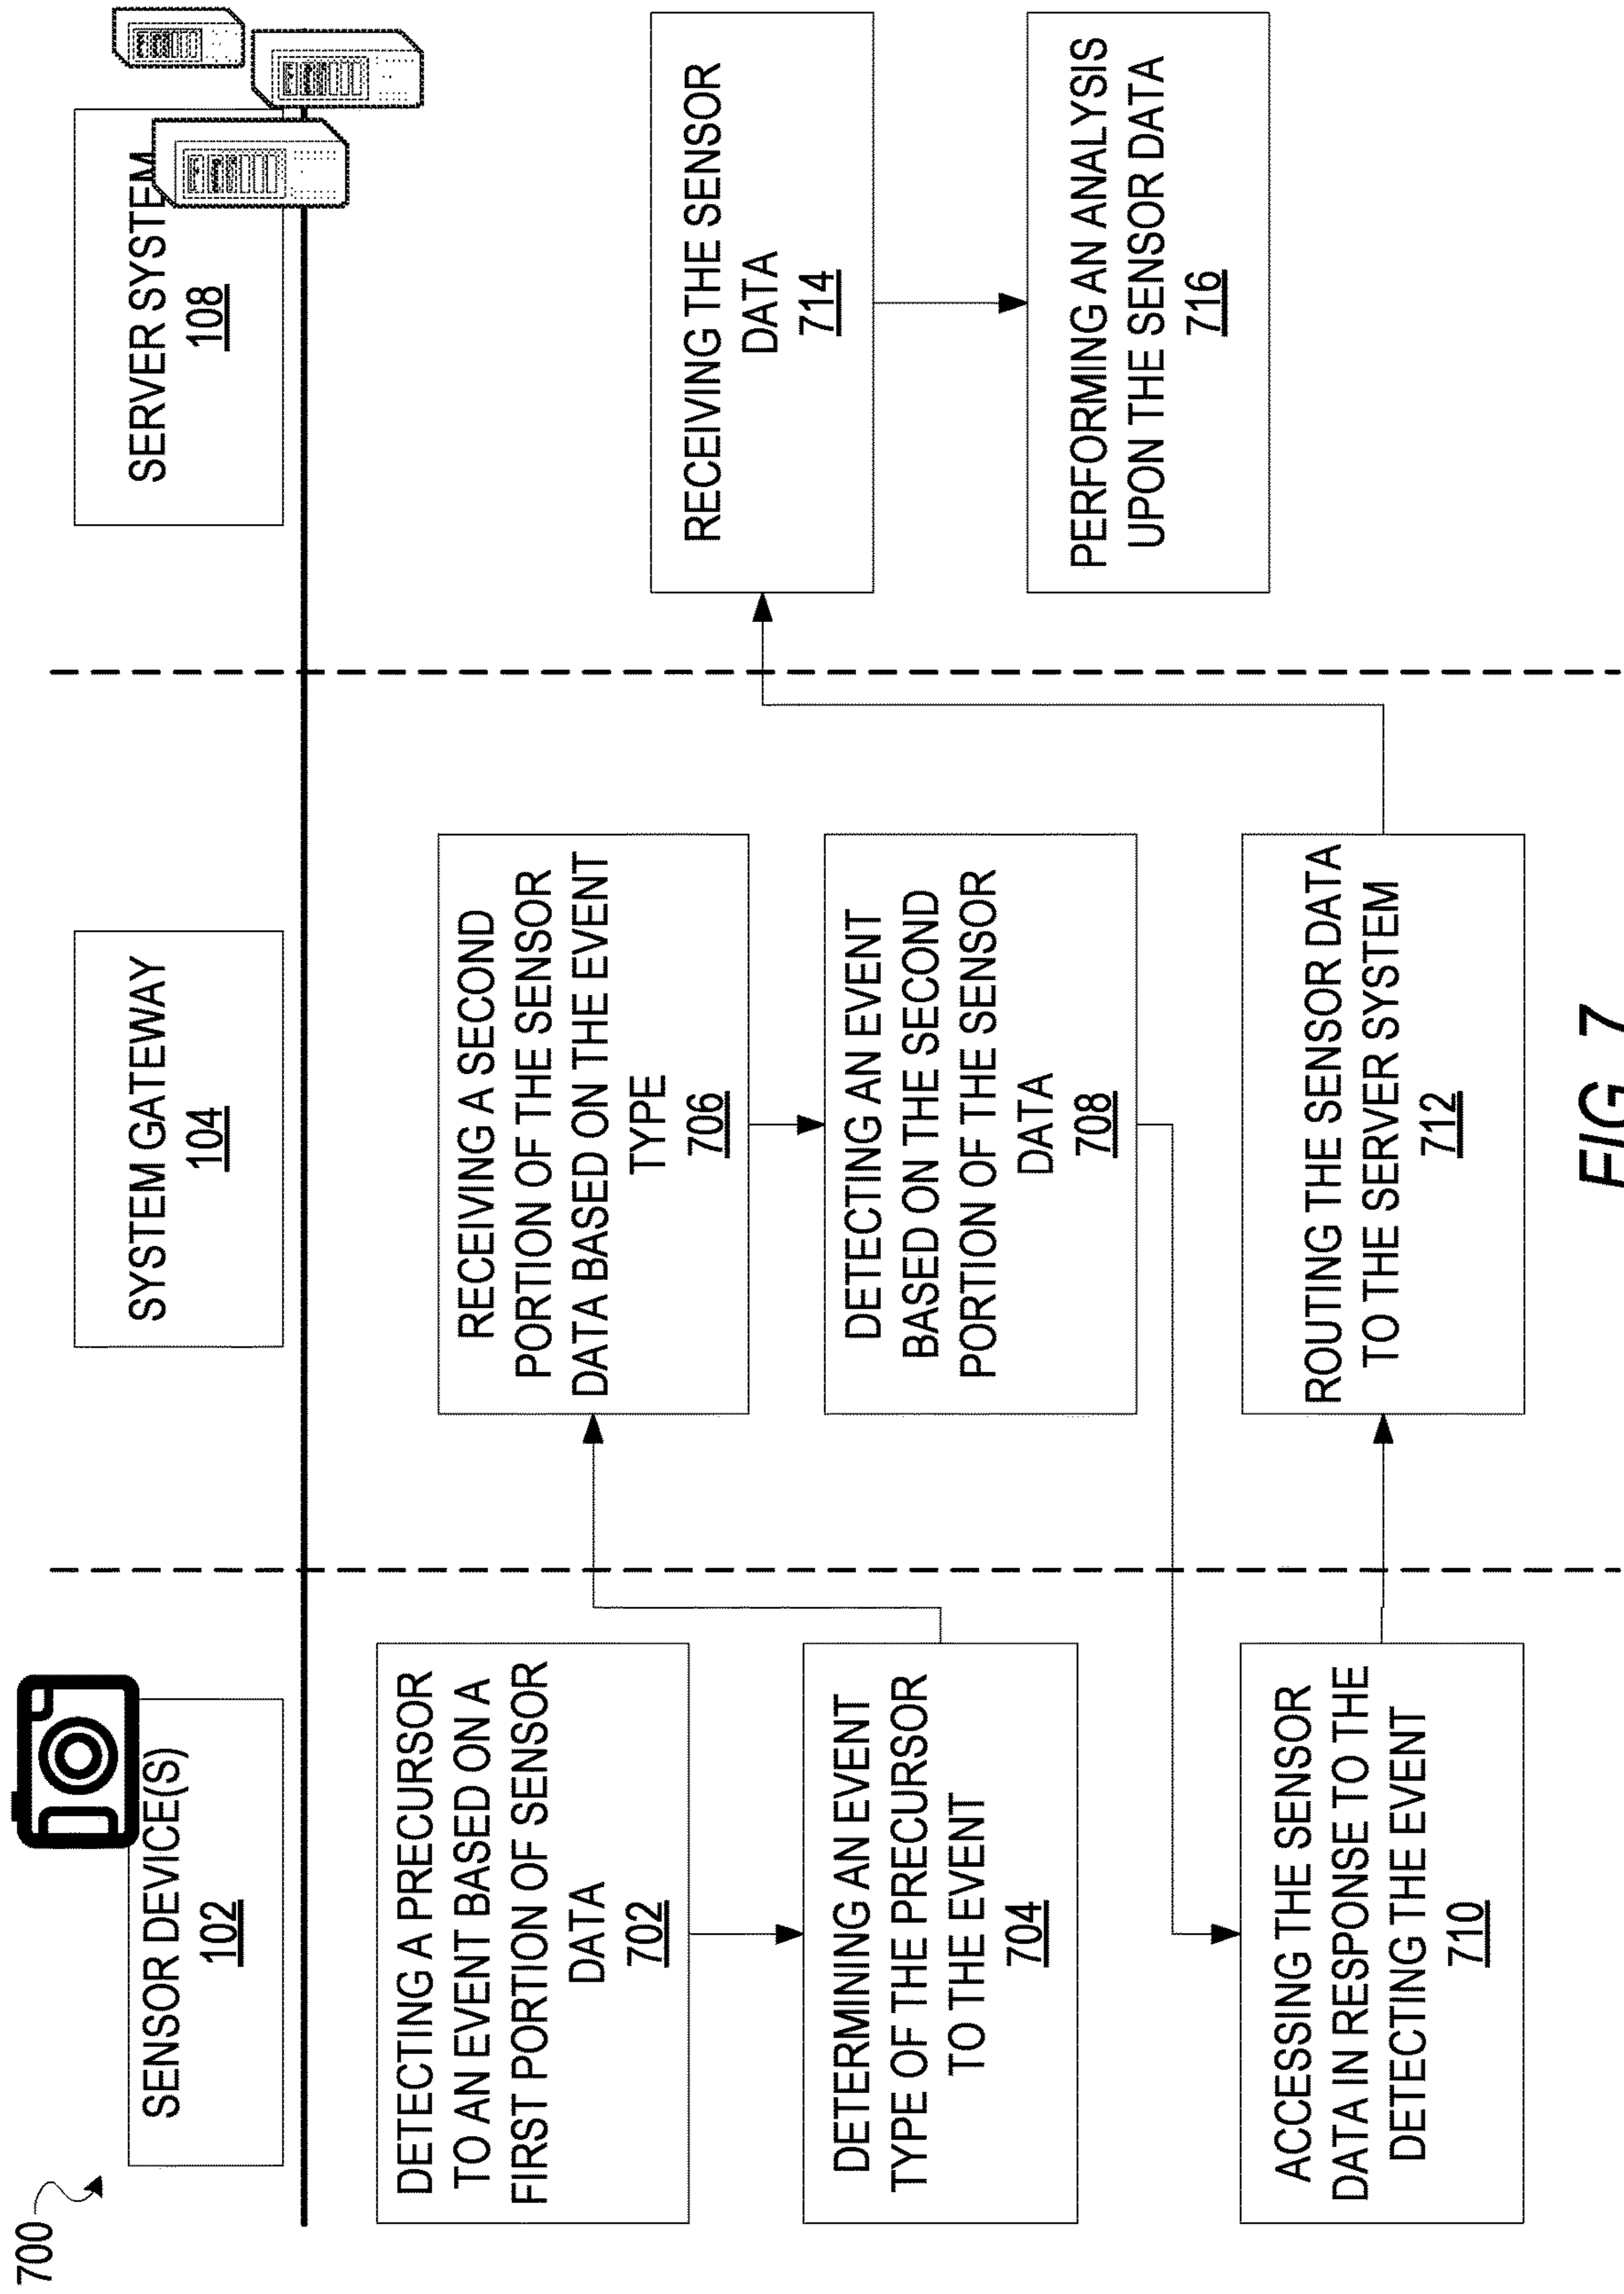 700
SENSOR DEVICE(S)
102
SYSTEM GATEWAY
104
SERVER SYSTEM
108
DETECTING A PRECURSOR
TO AN EVENT BASED ON A
FIRST PORTION OF SENSOR
DATA
702
DETERMINING AN EVENT
TYPE OF THE PRECURSOR
TO THE EVENT
704
RECEIVING A SECOND
PORTION OF THE SENSOR
DATA BASED ON THE EVENT
TYPE
706
DETECTING AN EVENT
BASED ON THE SECOND
PORTION OF THE SENSOR
DATA
708
ACCESSING THE SENSOR
DATA IN RESPONSE TO THE
DETECTING THE EVENT
710
ROUTING THE SENSOR DATA
TO THE SERVER SYSTEM
712
RECEIVING THE SENSOR
DATA
714
PERFORMING AN ANALYSIS
UPON THE SENSOR DATA
716
FIG 7